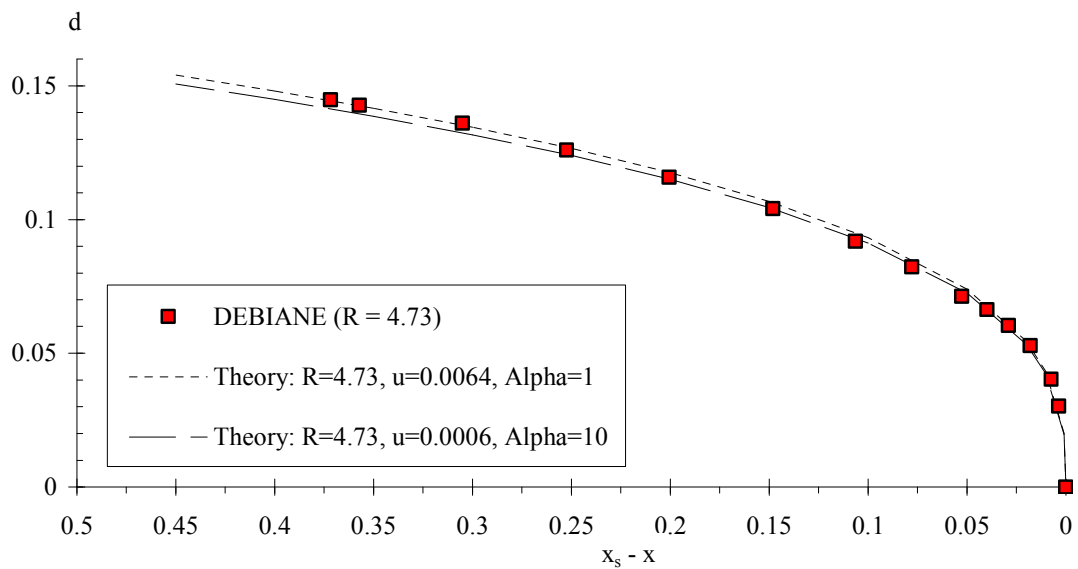 d
0.15
0.1
0.05
0
DEBIANE (R = 4.73)
Theory: R=4.73, u=0.0064, Alpha=1
Theory: R=4.73, u=0.0006, Alpha=10
0.5 0.45 0.4 0.35 0.3 0.25 0.2 0.15 0.1 0.05 0
xs - x